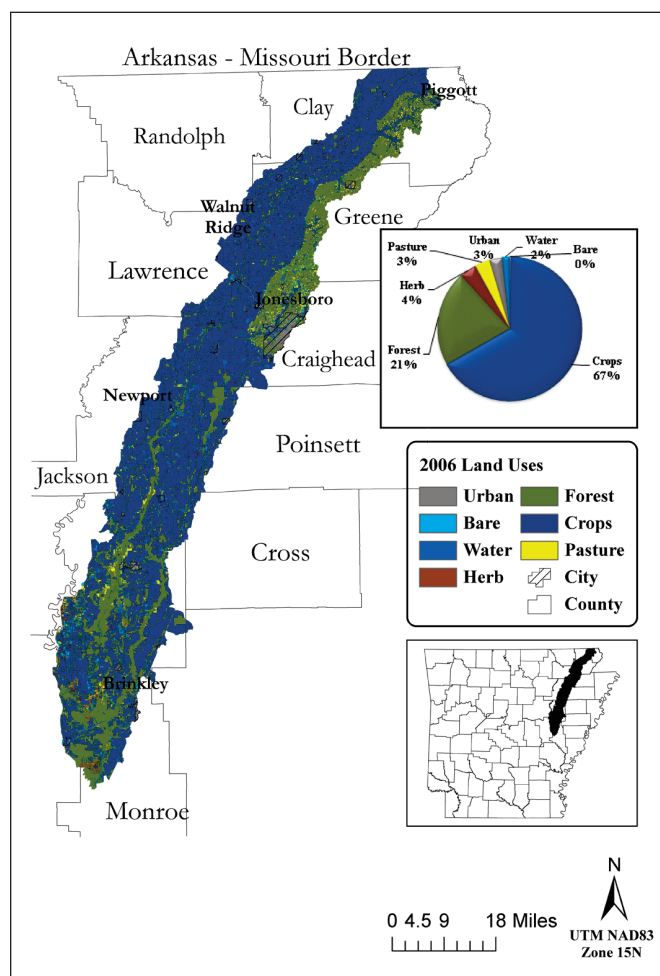 Arkansas - Missouri Border
Piggott
Clay
Randolph
Walnut
Ridge
Greene
Lawrence
Jonesboro
Craighead
Newport
Poinsett
Jackson
Cross
Brinkley
Monroe
Pasture
3%
Urban
3%
Water
2%
Bare
0%
Herb
4%
Forest
21%
Crops
67%
2006 Land Uses
Urban
Forest
Bare
Crops
Water
Pasture
Herb
City
County
N
0 4.5 9 18 Miles
UTM NAD83
Zone 15N